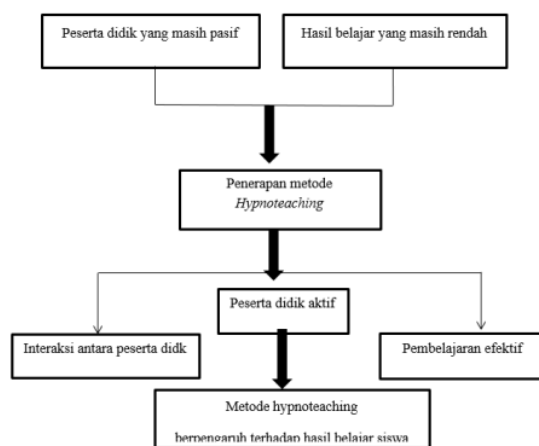 Peserta didik yang masih pasif
Hasil belajar yang masih rendah
Penerapan metode
Hypnoteaching
Peserta didik aktif
Interaksi antara peserta didk
Pembelajaran efektif
Metode hypnoteaching
berpengaruh terhadap hasil belajar siswa